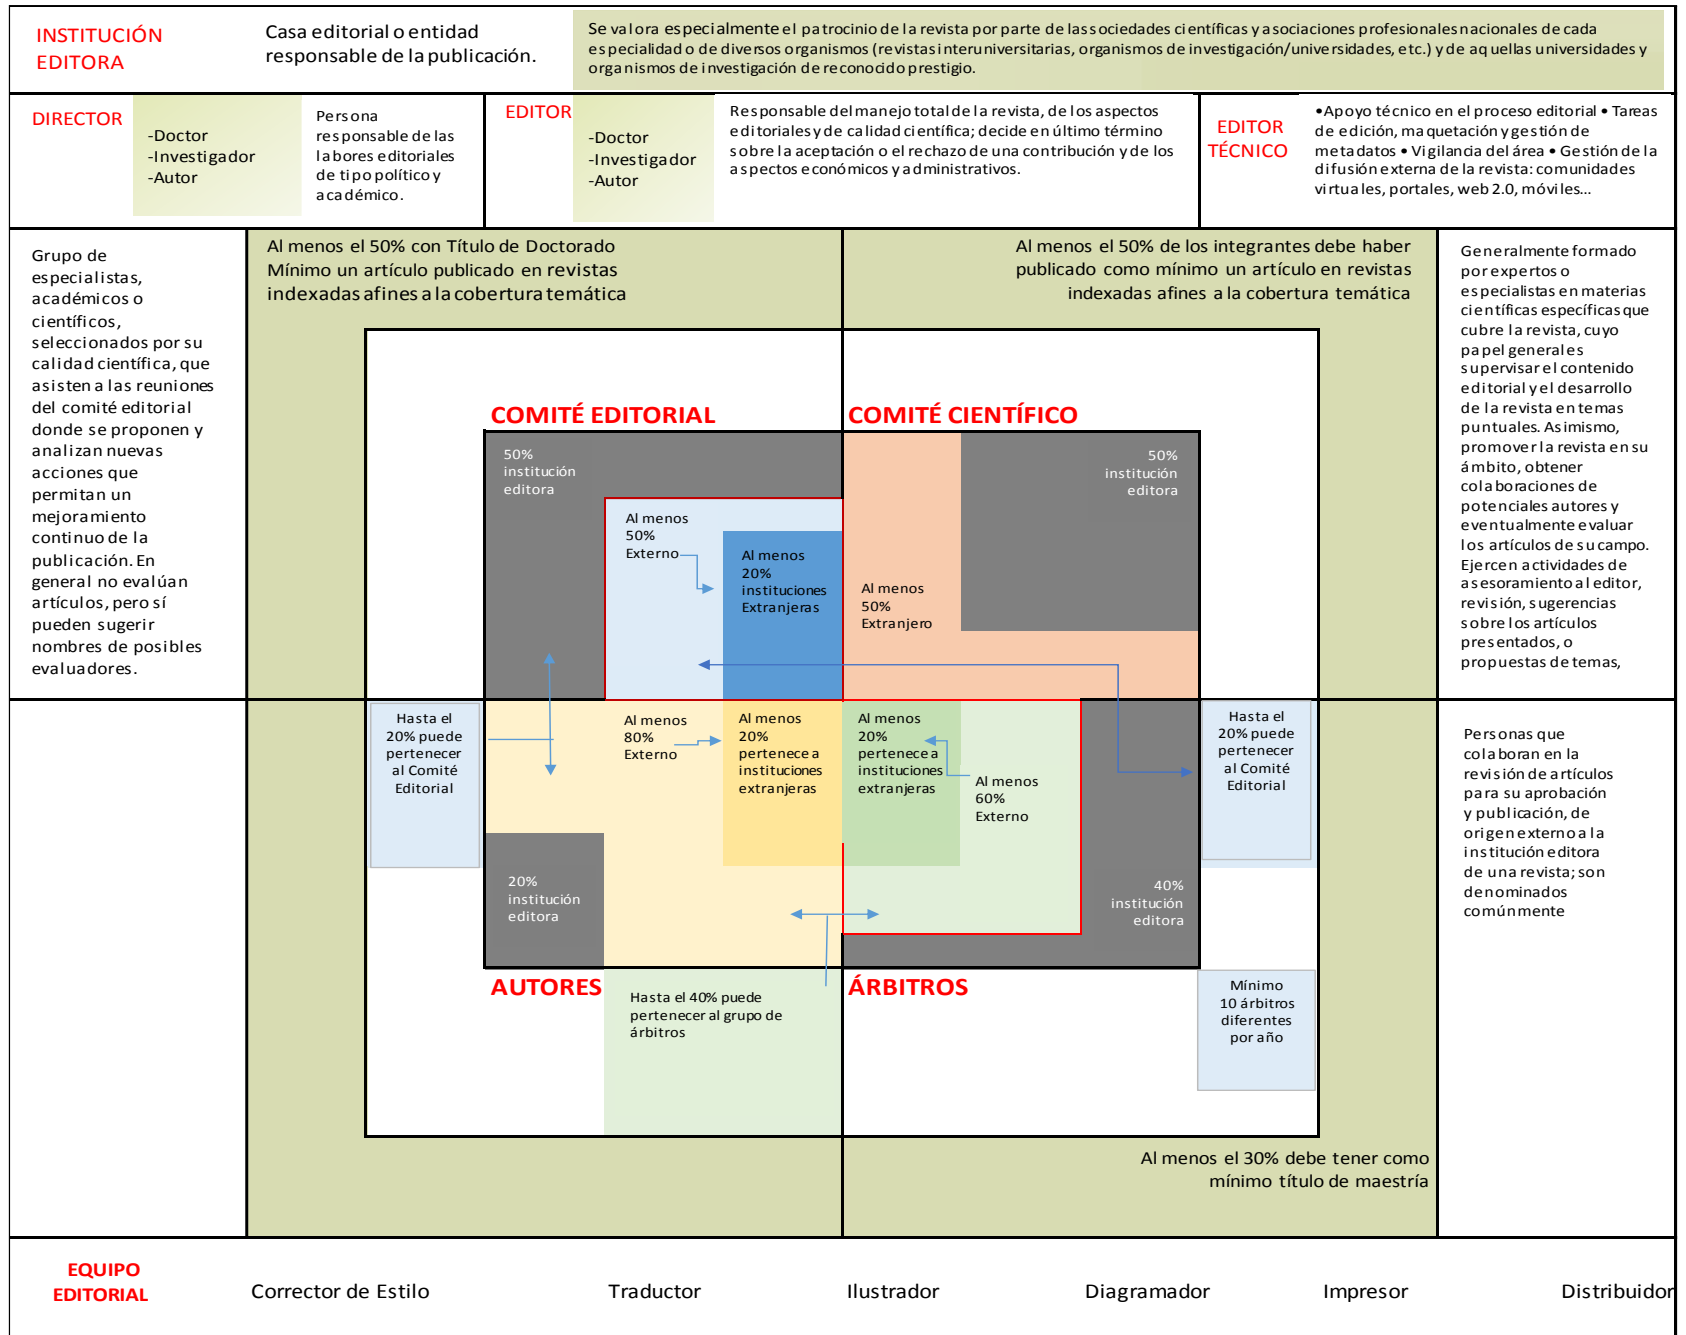 INSTITUCIÓN
EDITORA
Casa editorial o entidad
responsable de la publicación.
Se valora especialmente el patrocinio de la revista por parte de las sociedades científicas y asociaciones profesionales nacionales de cada
especialidad o de diversos organismos (revistas interuniversitarias, organismos de investigación/universidades, etc.) y de aquellas universidades y
organismos de investigación de reconocido prestigio.
DIRECTOR
-Doctor
-Investigador
-Autor
Persona
responsable de las
labores editoriales
de tipo político y
académico.
EDITOR
-Doctor
-Investigador
-Autor
Responsable del manejo total de la revista, de los aspectos
editoriales y de calidad científica; decide en último término
sobre la aceptación o el rechazo de una contribución y de los
aspectos económicos y administrativos.
EDITOR
TÉCNICO
•Apoyo técnico en el proceso editorial • Tareas
de edición, maquetación y gestión de
metadatos • Vigilancia del área • Gestión de la
difusión externa de la revista: comunidades
virtuales, portales, web 2.0, móviles...
Grupo de
especialistas,
académicos o
científicos,
seleccionados por su
calidad científica, que
asisten a las reuniones
del comité editorial
donde se proponen y
analizan nuevas
acciones que
permitan un
mejoramiento
continuo de la
publicación. En
general no evalúan
artículos, pero sí
pueden sugerir
nombres de posibles
evaluadores.
Al menos el 50% con Título de Doctorado
Mínimo un artículo publicado en revistas
indexadas afines a la cobertura temática
Al menos el 50% de los integrantes debe haber
publicado como mínimo un artículo en revistas
indexadas afines a la cobertura temática
Generalmente formado
por expertos o
especialistas en materias
científicas específicas que
cubre la revista, cuyo
papel general es
supervisar el contenido
editorial y el desarrollo
de la revista en temas
puntuales. Asimismo,
promover la revista en su
ámbito, obtener
colaboraciones de
potenciales autores y
eventualmente evaluar
los artículos de su campo.
Ejercen actividades de
asesoramiento al editor,
revisión, sugerencias
sobre los artículos
presentados, o
propuestas de temas,
COMITÉ EDITORIAL
COMITÉ CIENTÍFICO
50%
institución
editora
Al menos
50%
Externo
Al menos
20%
instituciones
Extranjeras
Al menos
50%
Extranjero
50%
institución
editora
Hasta el
20% puede
pertenecer
al Comité
Editorial
Al menos
80%
Externo
Al menos
20%
pertenece a
instituciones
extranjeras
Al menos
20%
pertenece a
instituciones
extranjeras
Al menos
60%
Externo
Hasta el
20% puede
pertenecer
al Comité
Editorial
Personas que
colaboran en la
revisión de artículos
para su aprobación
y publicación, de
origen externo a la
institución editora
de una revista; son
denominados
comúnmente
20%
institución
editora
40%
institución
editora
AUTORES
ÁRBITROS
Hasta el 40% puede
pertenecer al grupo de
árbitros
Mínimo
10 árbitros
diferentes
por año
Al menos el 30% debe tener como
mínimo título de maestría
EQUIPO
EDITORIAL
Corrector de Estilo
Traductor
Ilustrador
Diagramador
Impresor
Distribuidor